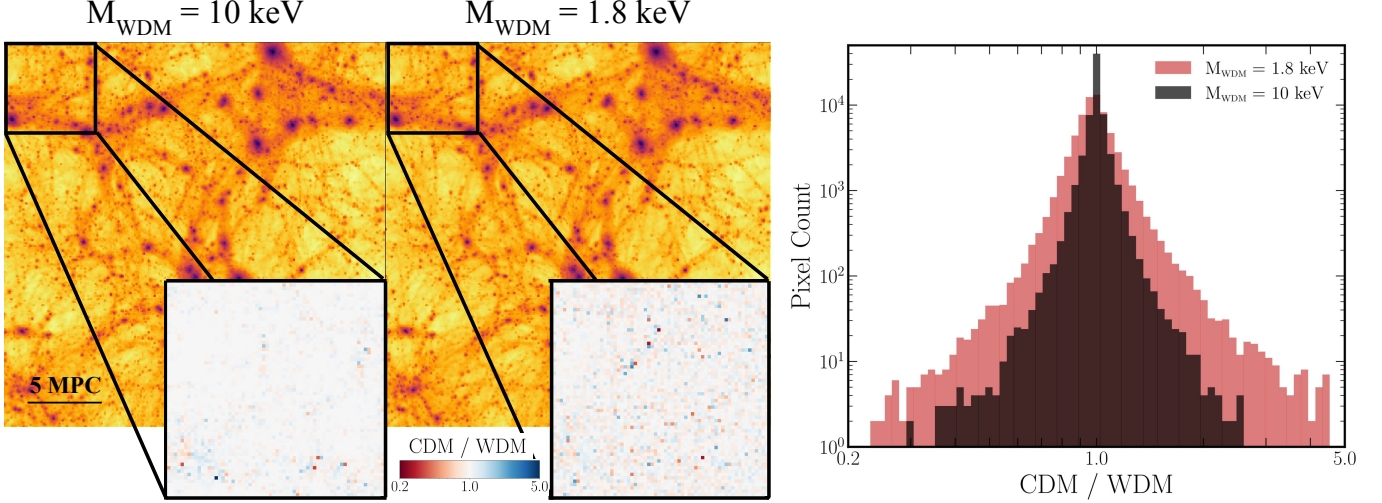 M_WDM = 10 keV
M_WDM = 1.8 keV
5 MPC
CDM / WDM
0.2 1.0 5.0
M_WDM = 1.8 keV
M_WDM = 10 keV
Pixel Count
10^4
10^3
10^2
10^1
10^0
0.2 1.0 5.0
CDM / WDM